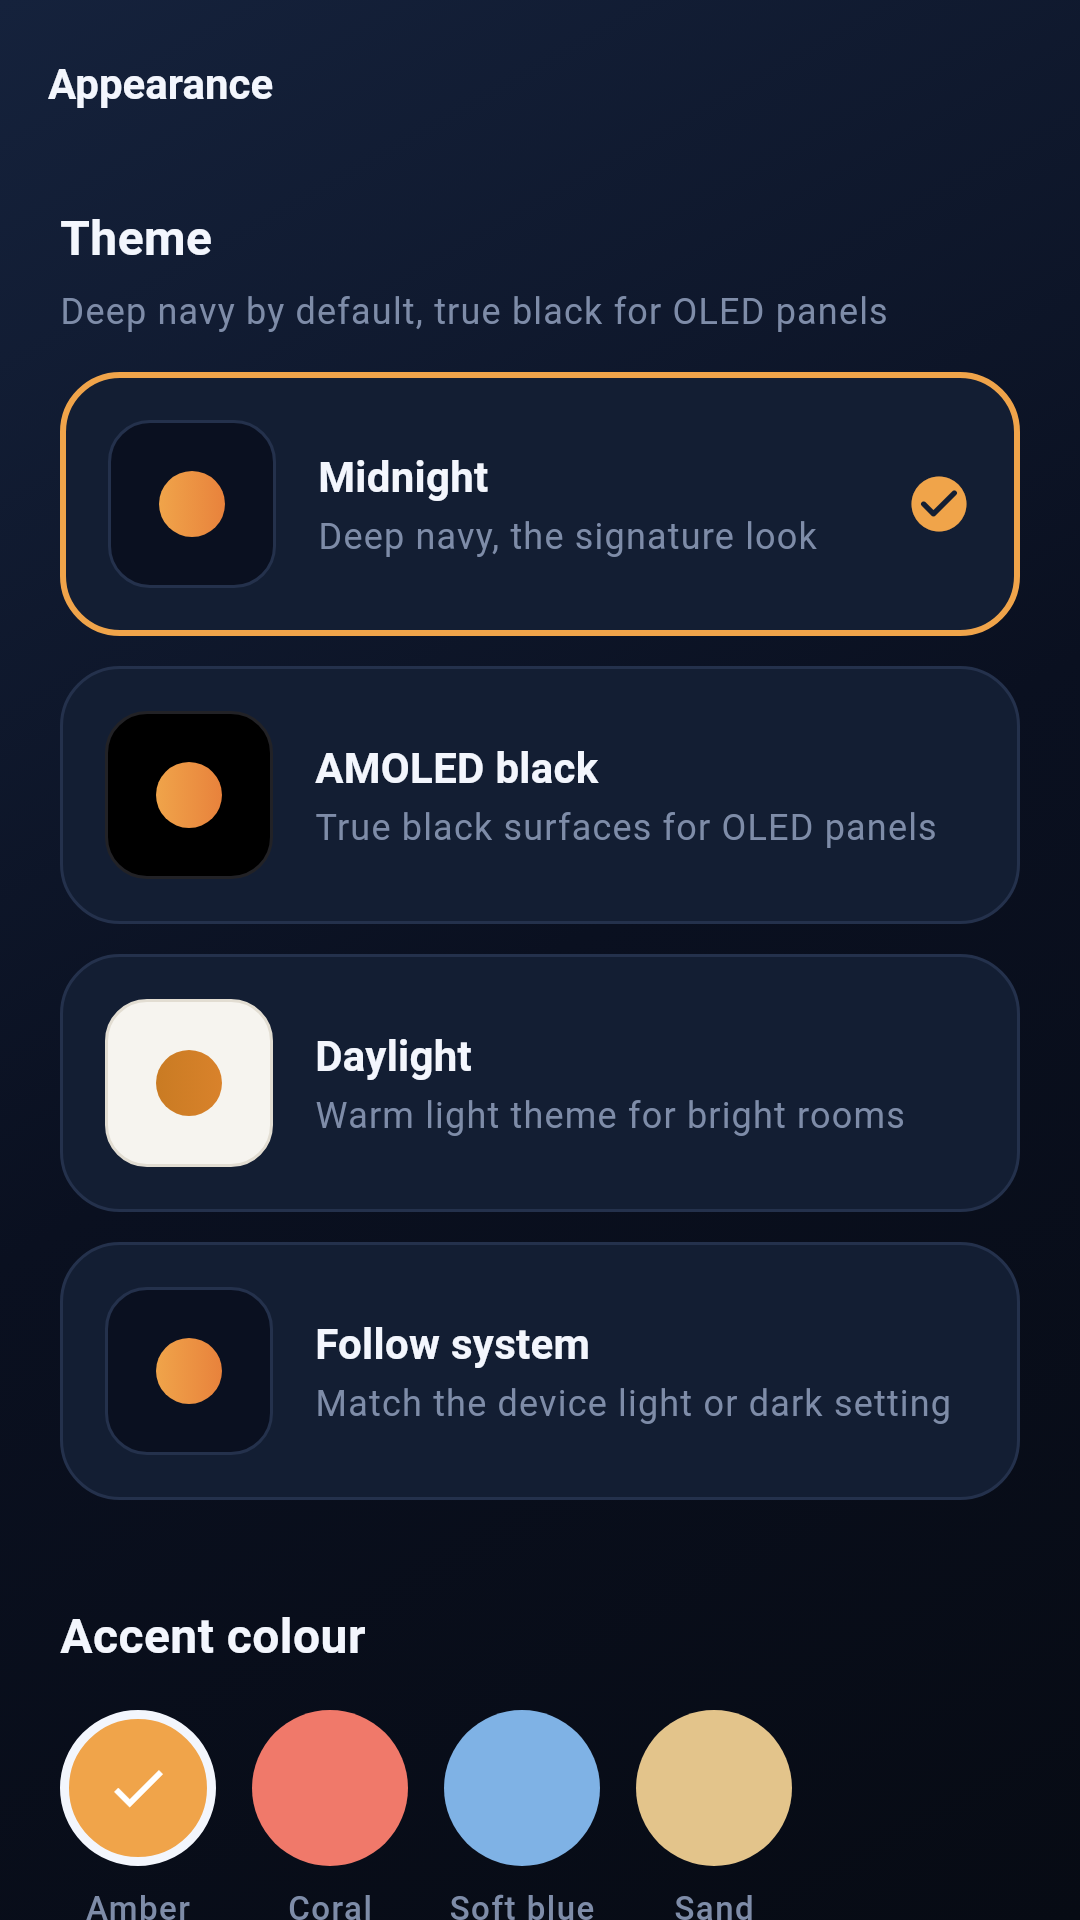 Appearance
Theme
Deep navy by default, true black for OLED panels
Midnight
Deep navy, the signature look
AMOLED black
True black surfaces for OLED panels
Daylight
Warm light theme for bright rooms
Follow system
Match the device light or dark setting
Accent colour
Amber
Coral
Soft blue
Sand